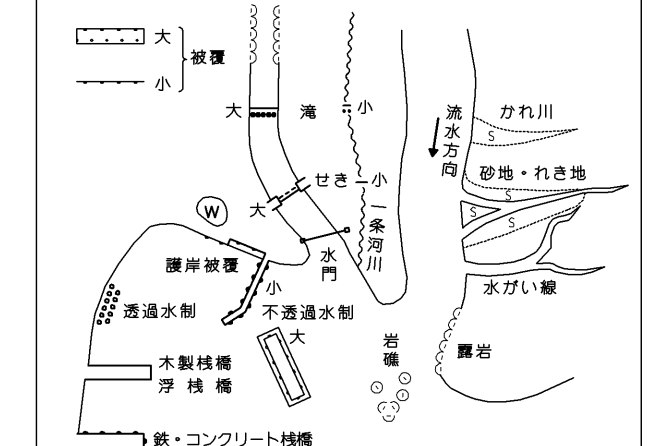 大
小
被覆
大
滝
小
せき
小
大
一条河川
流水方向
かれ川
S
砂地・れき地
S
S
S
W
水門
護岸被覆
小
水がい線
透過水制
不透過水制
大
岩礁
露岩
木製桟橋
浮桟橋
鉄・コンクリート桟橋